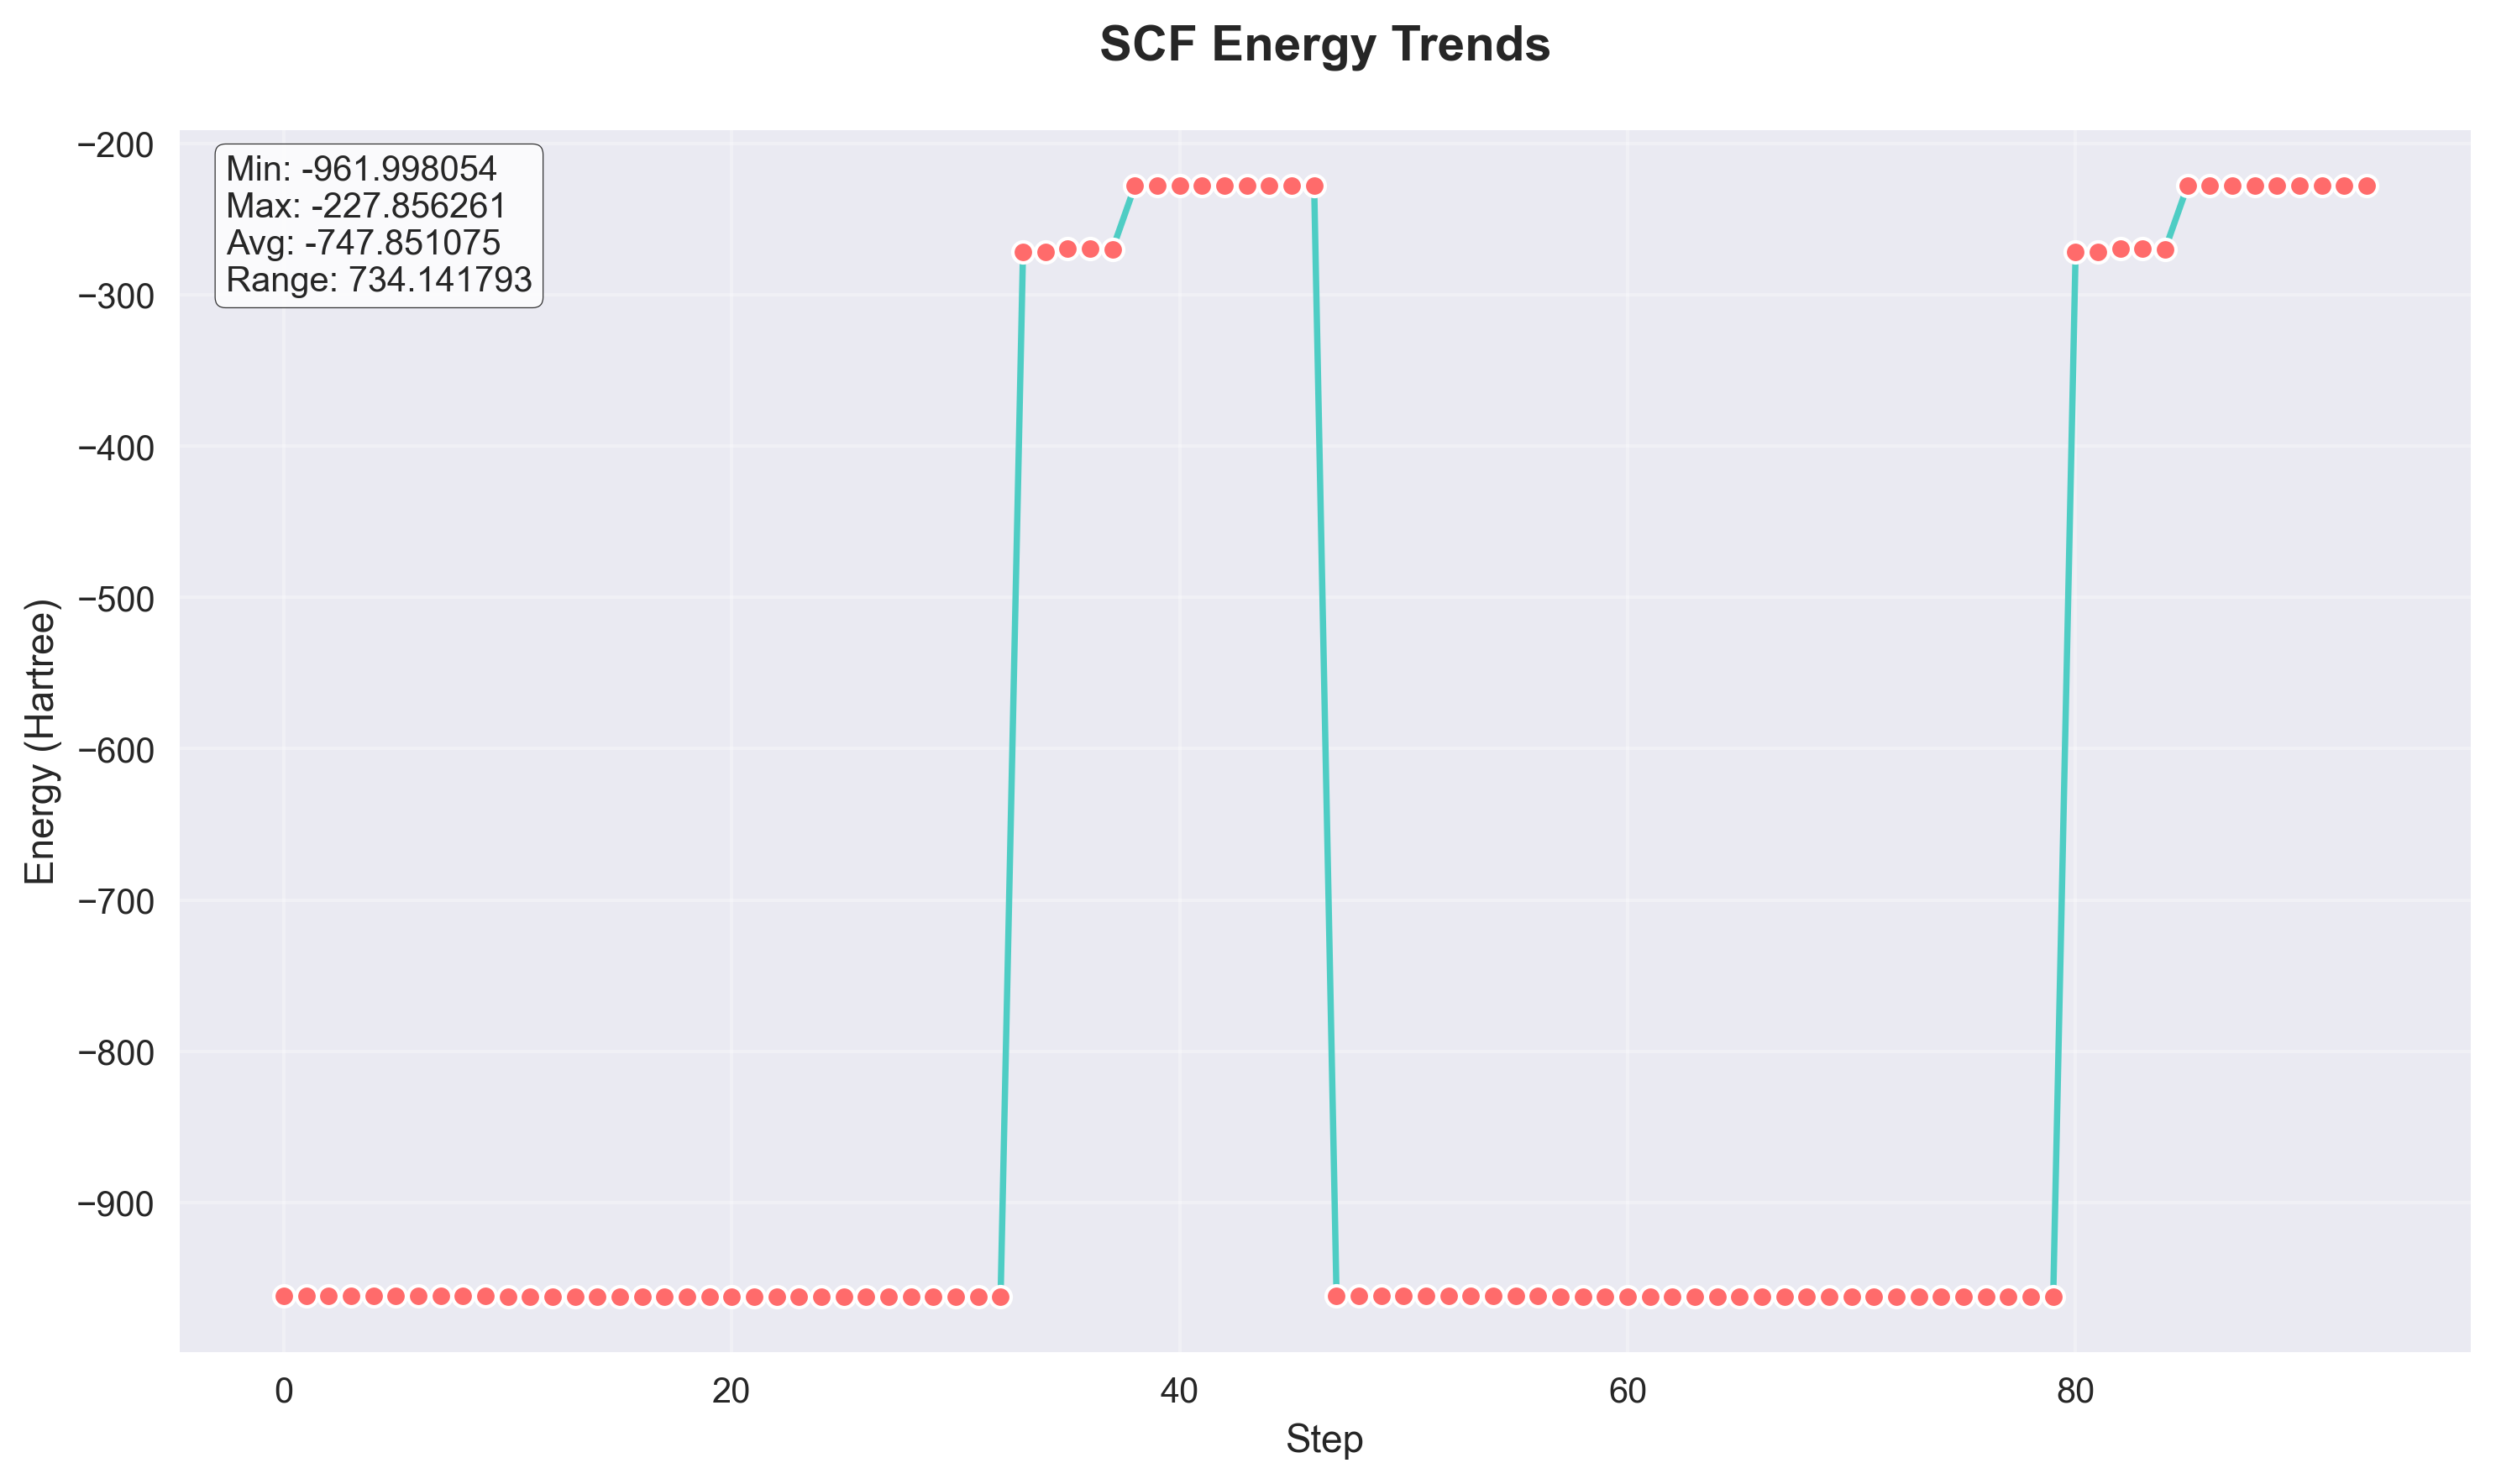 SCF Energy Trends
Min: -961.998054
Max: -227.856261
Avg: -747.851075
Range: 734.141793
−200
−300
−400
−500
−600
−700
−800
−900
Energy (Hartree)
0 20 40 60 80
Step